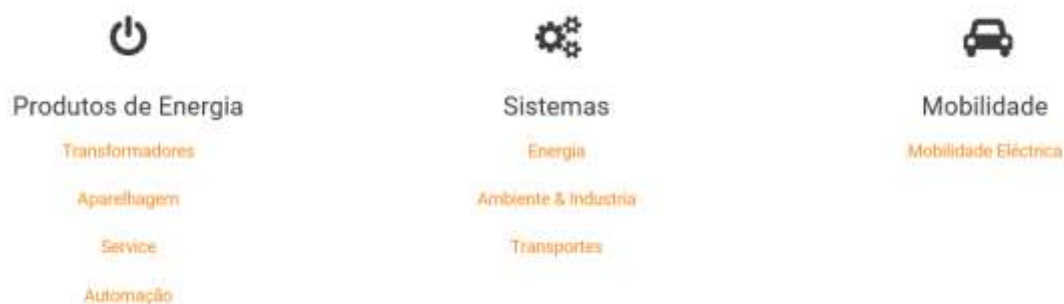 Produtos de Energia
Transformadores
Aparelhagem
Service
Automação
Sistemas
Energia
Ambiente & Industria
Transportes
Mobilidade
Mobilidade Eléctrica